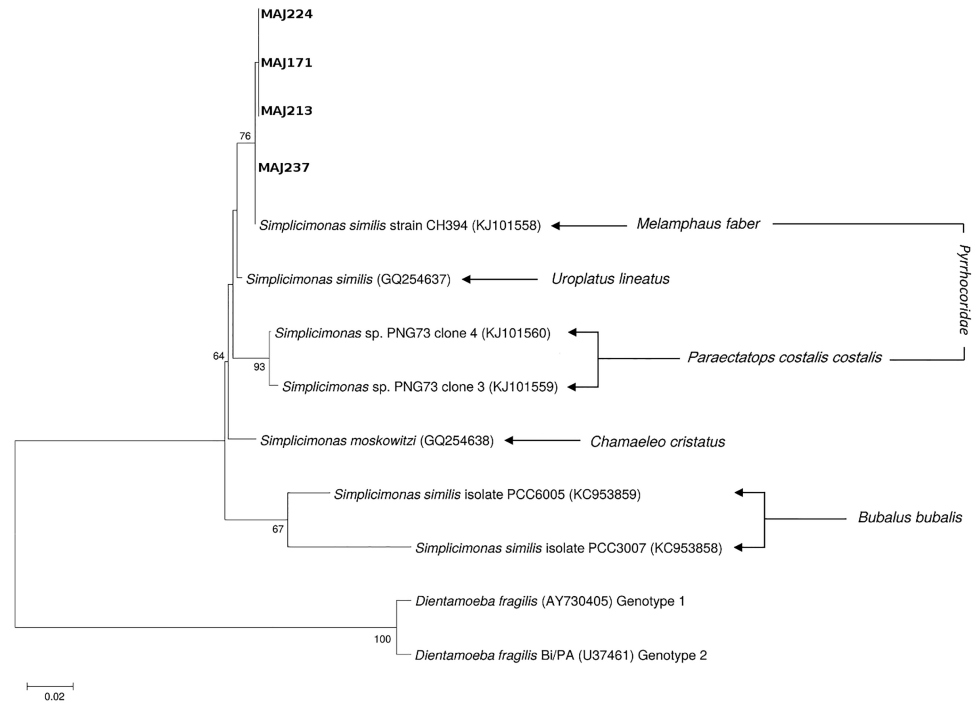 MAJ224
MAJ171
MAJ213
76
MAJ237
Simplicimonas similis strain CH394 (KJ101558)
Melamphaus faber
Pyrrhocoridae
Simplicimonas similis (GQ254637)
Uroplatus lineatus
Simplicimonas sp. PNG73 clone 4 (KJ101560)
64
93
Paraectatops costalis costalis
Simplicimonas sp. PNG73 clone 3 (KJ101559)
Simplicimonas moskowitzi (GQ254638)
Chamaeleo cristatus
Simplicimonas similis isolate PCC6005 (KC953859)
67
Bubalus bubalis
Simplicimonas similis isolate PCC3007 (KC953858)
Dientamoeba fragilis (AY730405) Genotype 1
100
Dientamoeba fragilis Bi/PA (U37461) Genotype 2
0.02